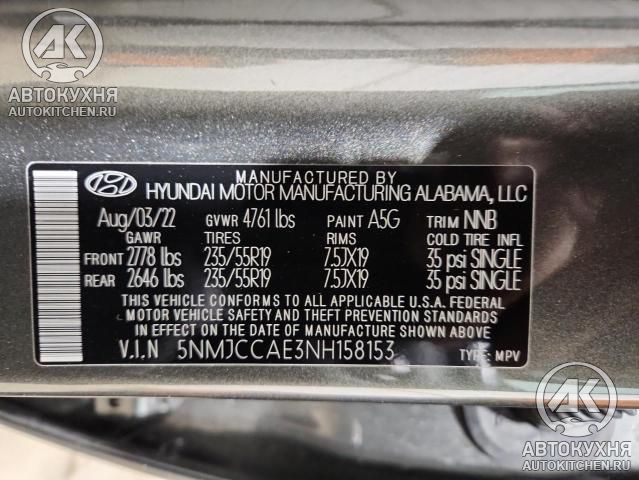 АК
АВТОКУХНЯ
AUTOKITCHEN.RU
MANUFACTURED BY
HYUNDAI MOTOR MANUFACTURING ALABAMA, LLC
Aug/03/22 GVWR 4761 lbs PAINT A5G TRIM NNB
GAWR TIRES RIMS COLD TIRE INFL
FRONT 2778 lbs 235/55R19 7.5JX19 35 psi SINGLE
REAR 2646 lbs 235/55R19 7.5JX19 35 psi SINGLE
THIS VEHICLE CONFORMS TO ALL APPLICABLE U.S.A. FEDERAL
MOTOR VEHICLE SAFETY AND THEFT PREVENTION STANDARDS
IN EFFECT ON THE DATE OF MANUFACTURE SHOWN ABOVE.
V.I.N 5NMJCCAE3NH158153 TYPE: MPV
АК
АВТОКУХНЯ
AUTOKITCHEN.RU